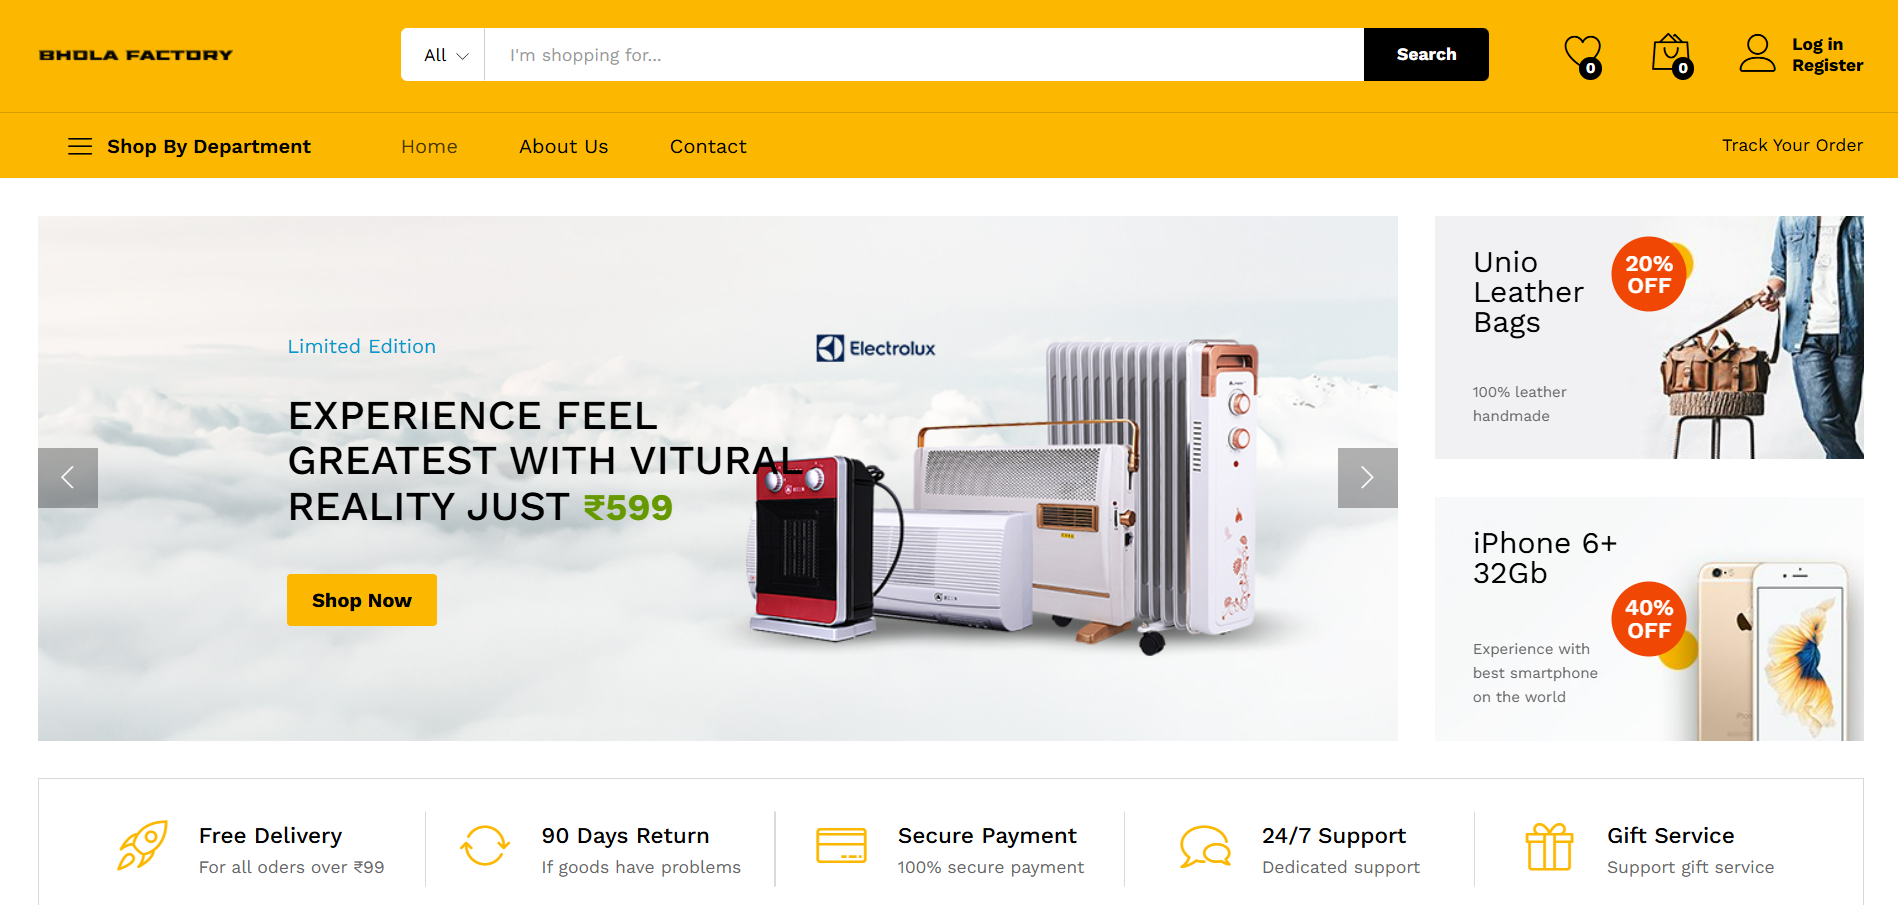 BHOLA FACTORY
All
I'm shopping for...
Search
0
0
Log in
Register
Shop By Department
Home
About Us
Contact
Track Your Order
Limited Edition
EXPERIENCE FEEL
GREATEST WITH VITURAL
REALITY JUST ₹599
Shop Now
Electrolux
Unio
Leather
Bags
20%
OFF
100% leather
handmade
iPhone 6+
32Gb
40%
OFF
Experience with
best smartphone
on the world
Free Delivery
For all oders over ₹99
90 Days Return
If goods have problems
Secure Payment
100% secure payment
24/7 Support
Dedicated support
Gift Service
Support gift service